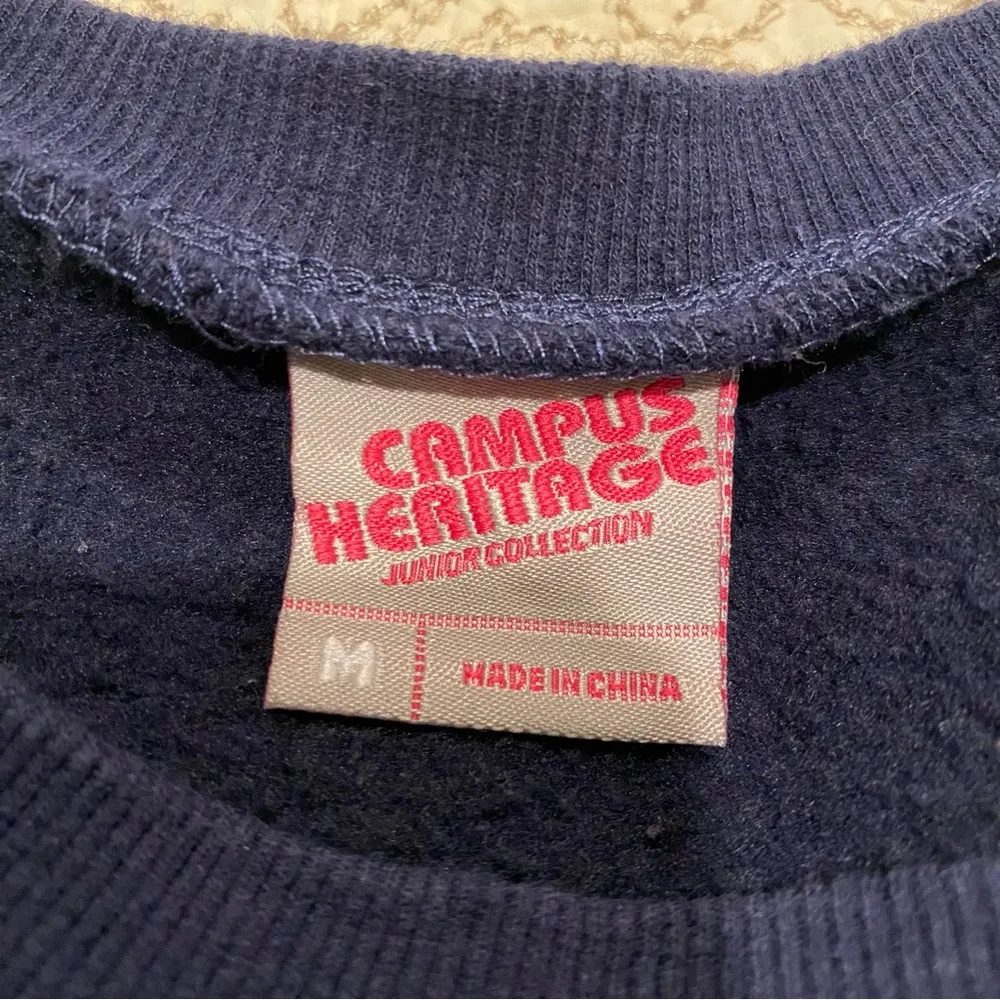 CAMPUS
HERITAGE
JUNIOR COLLECTION
M
MADE IN CHINA